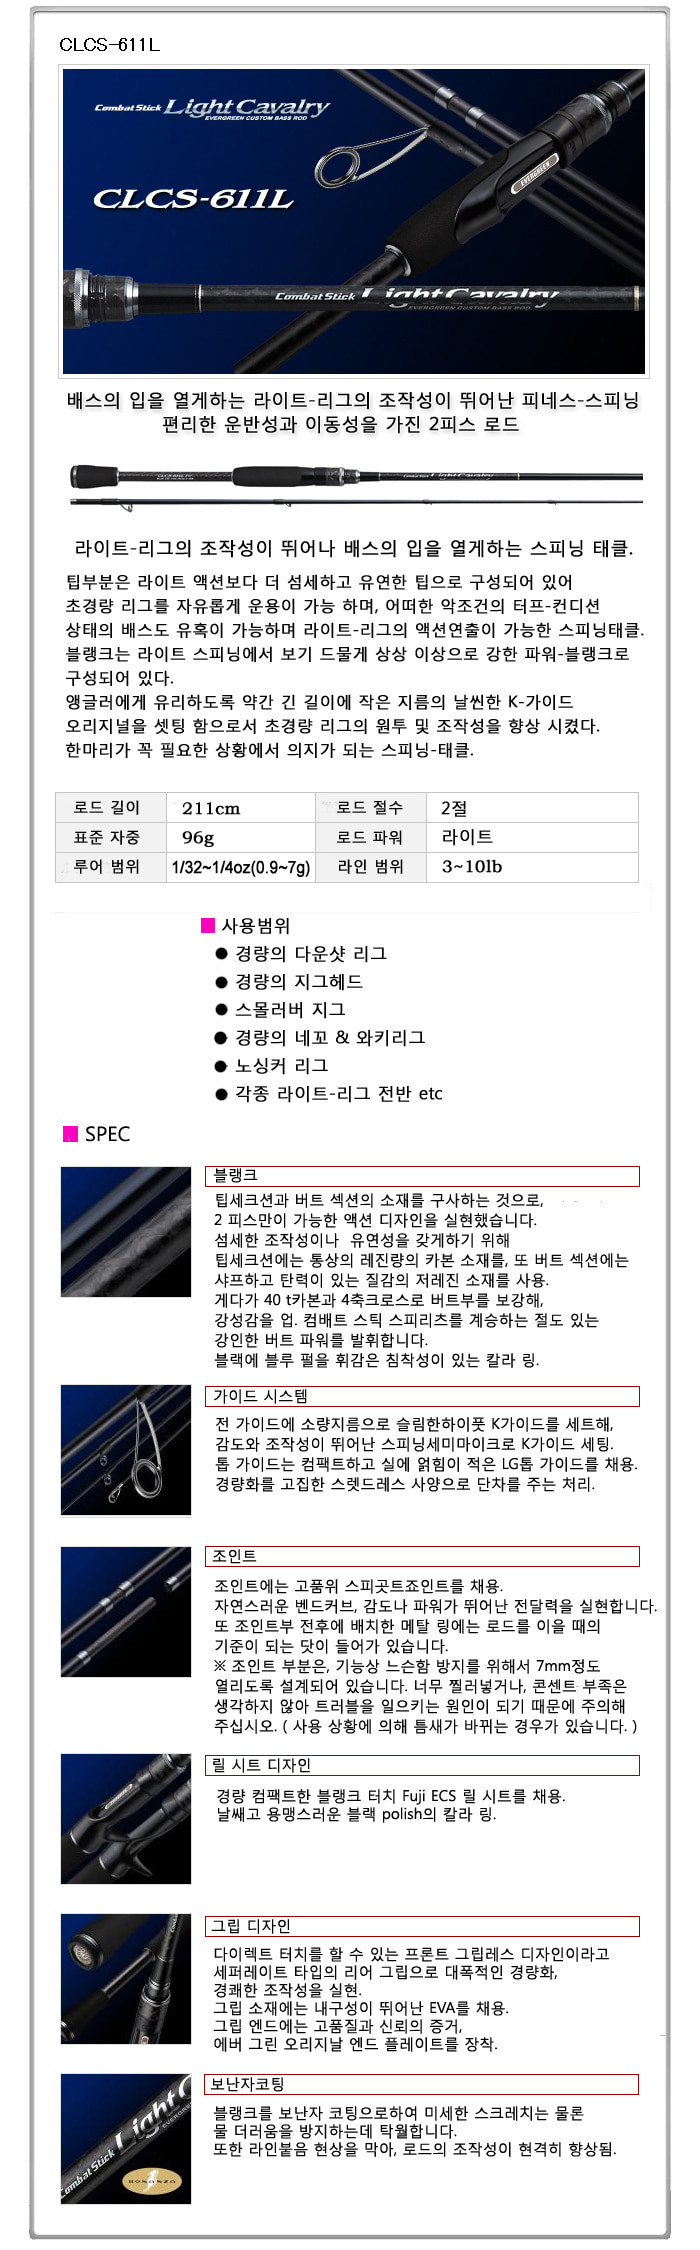 CLCS-611L
Combat Stick Light Cavalry
EVERGREEN CUSTOM BASS ROD
CLCS-611L
EVERGREEN
Combat Stick Light Cavalry
EVERGREEN CUSTOM BASS ROD
배스의 입을 열게하는 라이트-리그의 조작성이 뛰어난 피네스-스피닝
편리한 운반성과 이동성을 가진 2피스 로드
CLCS-611L
Combat Stick Light Cavalry
라이트-리그의 조작성이 뛰어나 배스의 입을 열게하는 스피닝 태클.
팁부분은 라이트 액션보다 더 섬세하고 유연한 팁으로 구성되어 있어
초경량 리그를 자유롭게 운용이 가능 하며, 어떠한 악조건의 터프-컨디션
상태의 배스도 유혹이 가능하며 라이트-리그의 액션연출이 가능한 스피닝태클.
블랭크는 라이트 스피닝에서 보기 드물게 상상 이상으로 강한 파워-블랭크로
구성되어 있다.
앵글러에게 유리하도록 약간 긴 길이에 작은 지름의 날씬한 K-가이드
오리지널을 셋팅 함으로서 초경량 리그의 원투 및 조작성을 향상 시켰다.
한마리가 꼭 필요한 상황에서 의지가 되는 스피닝-태클.
로드 길이 211cm 로드 절수 2절
표준 자중 96g 로드 파워 라이트
루어 범위 1/32~1/4oz(0.9~7g) 라인 범위 3~10lb
사용범위
● 경량의 다운샷 리그
● 경량의 지그헤드
● 스몰러버 지그
● 경량의 네꼬 & 와키리그
● 노싱커 리그
● 각종 라이트-리그 전반 etc
SPEC
블랭크
팁세크션과 버트 섹션의 소재를 구사하는 것으로,
2 피스만이 가능한 액션 디자인을 실현했습니다.
섬세한 조작성이나 유연성을 갖게하기 위해
팁세크션에는 통상의 레진량의 카본 소재를, 또 버트 섹션에는
샤프하고 탄력이 있는 질감의 저레진 소재를 사용.
게다가 40 t카본과 4축크로스로 버트부를 보강해,
강성감을 업. 컴배트 스틱 스피리츠를 계승하는 절도 있는
강인한 버트 파워를 발휘합니다.
블랙에 블루 펄을 휘감은 침착성이 있는 칼라 링.
가이드 시스템
전 가이드에 소량지름으로 슬림한하이풋 K가이드를 세트해,
감도와 조작성이 뛰어난 스피닝세미마이크로 K가이드 세팅.
톱 가이드는 컴팩트하고 실에 얽힘이 적은 LG톱 가이드를 채용.
경량화를 고집한 스렛드레스 사양으로 단차를 주는 처리.
조인트
조인트에는 고품위 스피곳트죠인트를 채용.
자연스러운 벤드커브, 감도나 파워가 뛰어난 전달력을 실현합니다.
또 조인트부 전후에 배치한 메탈 링에는 로드를 이을 때의
기준이 되는 닷이 들어가 있습니다.
※ 조인트 부분은, 기능상 느슨함 방지를 위해서 7mm정도
열리도록 설계되어 있습니다. 너무 찔러넣거나, 콘센트 부족은
생각하지 않아 트러블을 일으키는 원인이 되기 때문에 주의해
주십시오. ( 사용 상황에 의해 틈새가 바뀌는 경우가 있습니다. )
릴 시트 디자인
경량 컴팩트한 블랭크 터치 Fuji ECS 릴 시트를 채용.
날쌔고 용맹스러운 블랙 polish의 칼라 링.
그립 디자인
다이렉트 터치를 할 수 있는 프론트 그립레스 디자인이라고
세퍼레이트 타입의 리어 그립으로 대폭적인 경량화,
경쾌한 조작성을 실현.
그립 소재에는 내구성이 뛰어난 EVA를 채용.
그립 엔드에는 고품질과 신뢰의 증거,
에버 그린 오리지날 엔드 플레이트를 장착.
보난자코팅
블랭크를 보난자 코팅으로하여 미세한 스크레치는 물론
물 더러움을 방지하는데 탁월합니다.
또한 라인붙음 현상을 막아, 로드의 조작성이 현격히 향상됨.
Combat Stick Light C
EVERGREEN
BONANZA